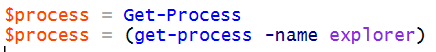 $process = Get-Process
$process = (get-process -name explorer)